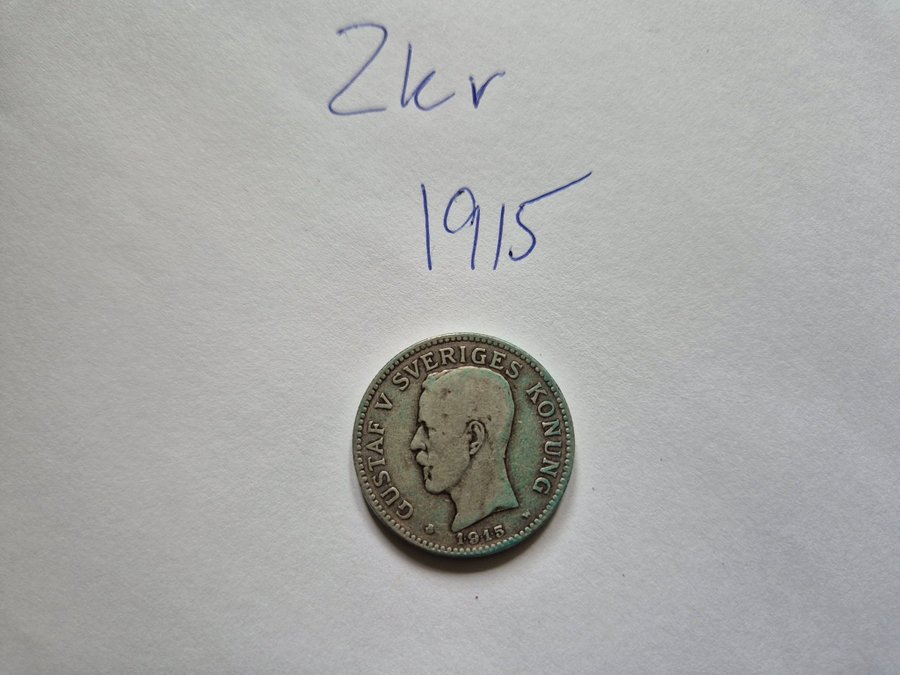 2kr
1915
GUSTAF V SVERIGES KONUNG
W
1915